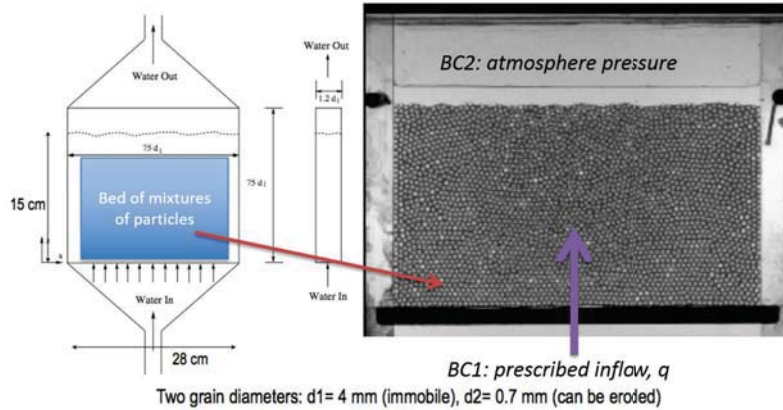 Water Out
75 d1
15 cm
Bed of mixtures
of particles
75 d1
z
x
Water In
28 cm
Water Out
1.2 d1
Water In
BC2: atmosphere pressure
BC1: prescribed inflow, q
Two grain diameters: d1= 4 mm (immobile), d2= 0.7 mm (can be eroded)